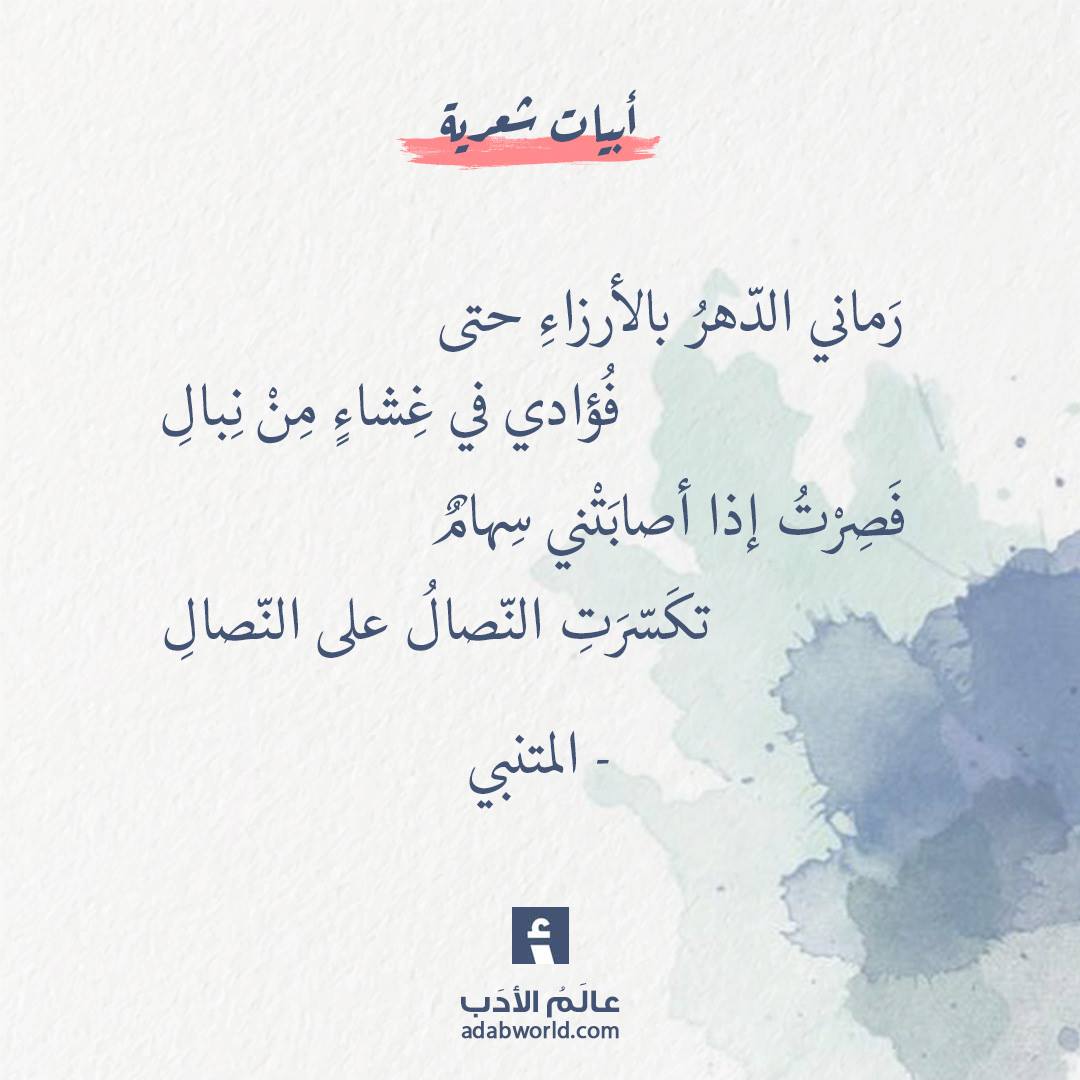 أبيات شعرية
رَماني الدّهرُ بالأرزاءِ حتى
فُؤادي في غِشاءٍ مِنْ نِبالِ
فَصِرْتُ إذا أصابَتْني سِهامٌ
تكَسّرَتِ النّصالُ على النّصالِ
- المتنبي
أ
عالَمُ الأدَب
adabworld.com